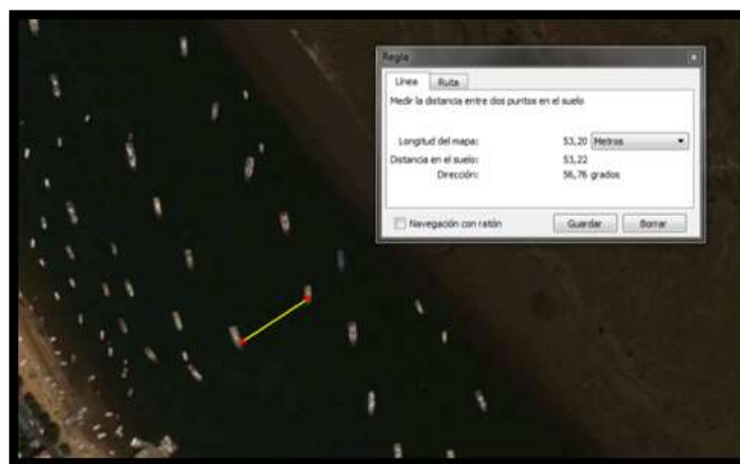 Regla
Línea Ruta
Medir la distancia entre dos puntos en el suelo
Longitud del mapa: 53,20 Metros
Distancia en el suelo: 53,22
Dirección: 56,76 grados
Navegación con ratón Guardar Borrar